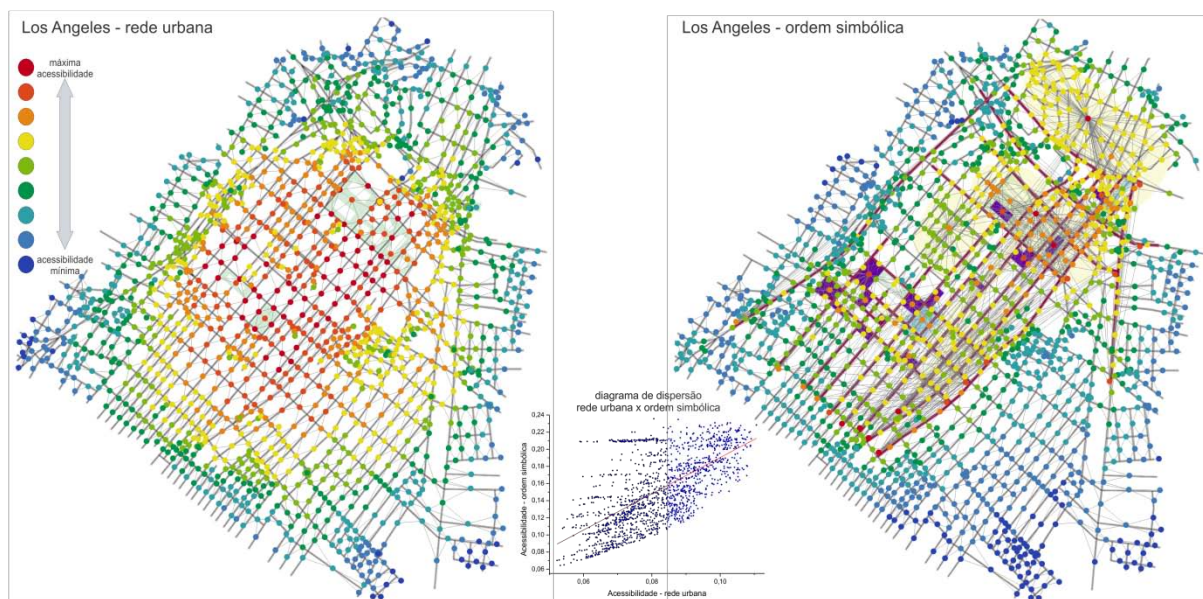 Los Angeles - rede urbana
máxima
acessibilidade
acessibilidade
mínima
Los Angeles - ordem simbólica
diagrama de dispersão
rede urbana x ordem simbólica
Acessibilidade - ordem simbólica
0,24
0,22
0,20
0,18
0,16
0,14
0,12
0,10
0,08
0,06
0,06
0,08
0,10
Acessibilidade - rede urbana